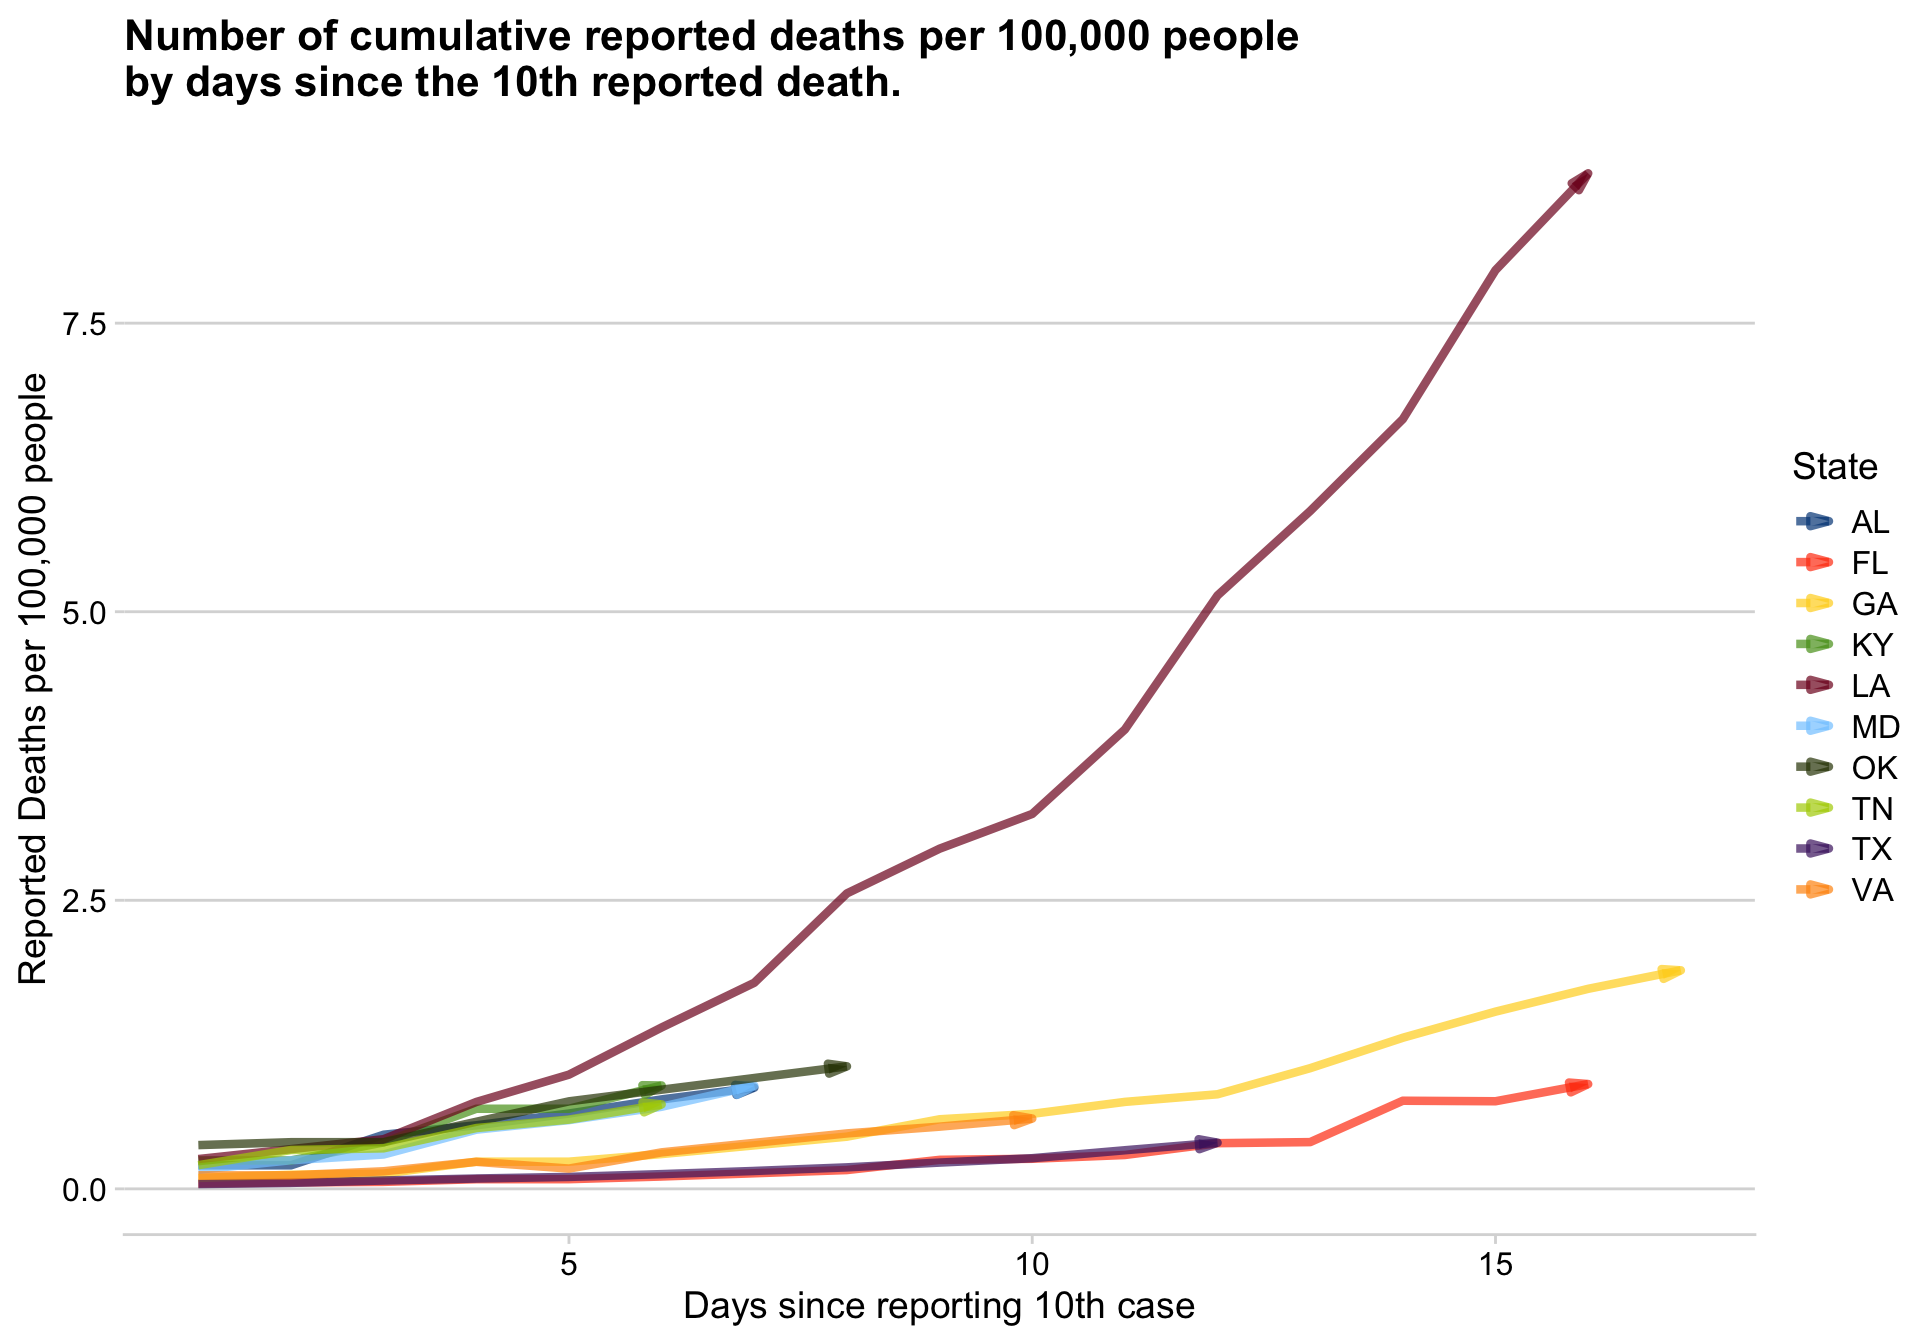 Number of cumulative reported deaths per 100,000 people
by days since the 10th reported death.
Reported Deaths per 100,000 people
7.5
5.0
2.5
0.0
5
10
15
Days since reporting 10th case
State
AL
FL
GA
KY
LA
MD
OK
TN
TX
VA